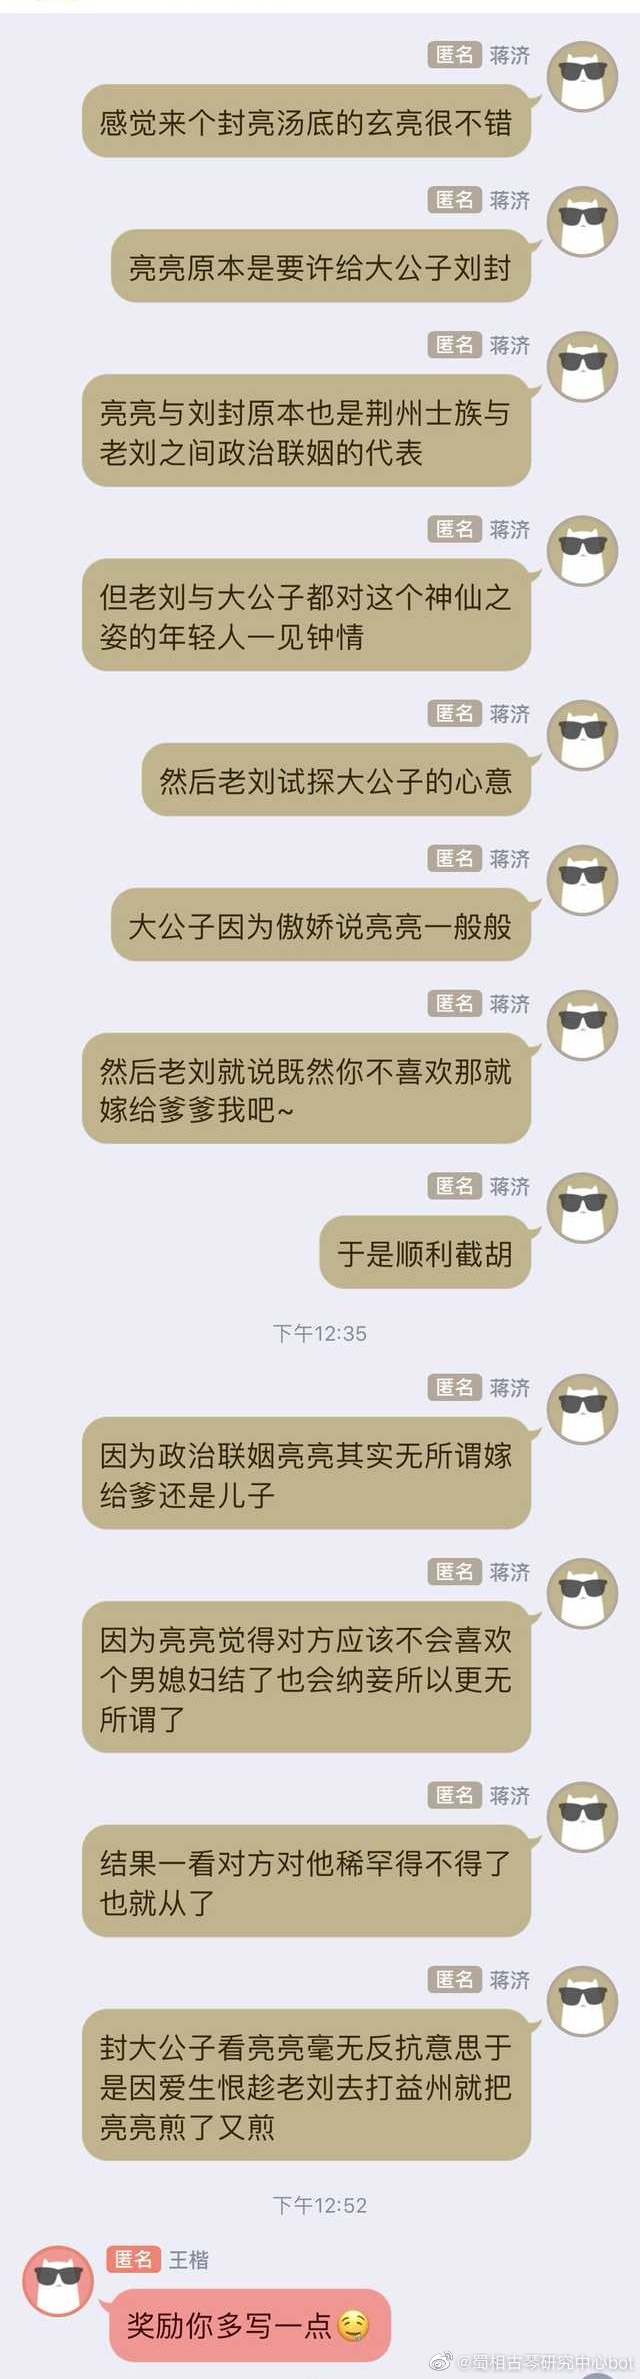 匿名 蒋济
感觉来个封亮汤底的玄亮很不错
匿名 蒋济
亮亮原本是要许给大公子刘封
匿名 蒋济
亮亮与刘封原本也是荆州士族与
老刘之间政治联姻的代表
匿名 蒋济
但老刘与大公子都对这个神仙之
姿的年轻人一见钟情
匿名 蒋济
然后老刘试探大公子的心意
匿名 蒋济
大公子因为傲娇说亮亮一般般
匿名 蒋济
然后老刘就说既然你不喜欢那就
嫁给爹爹我吧~
匿名 蒋济
于是顺利截胡
下午12:35
匿名 蒋济
因为政治联姻亮亮其实无所谓嫁
给爹还是儿子
匿名 蒋济
因为亮亮觉得对方应该不会喜欢
个男媳妇结了也会纳妾所以更无
所谓了
匿名 蒋济
结果一看对方对他稀罕得不得了
也就从了
匿名 蒋济
封大公子看亮亮毫无反抗意思于
是因爱生恨趁老刘去打益州就把
亮亮煎了又煎
下午12:52
匿名 王楷
奖励你多写一点🤤
@蜀相古琴研究中心bot